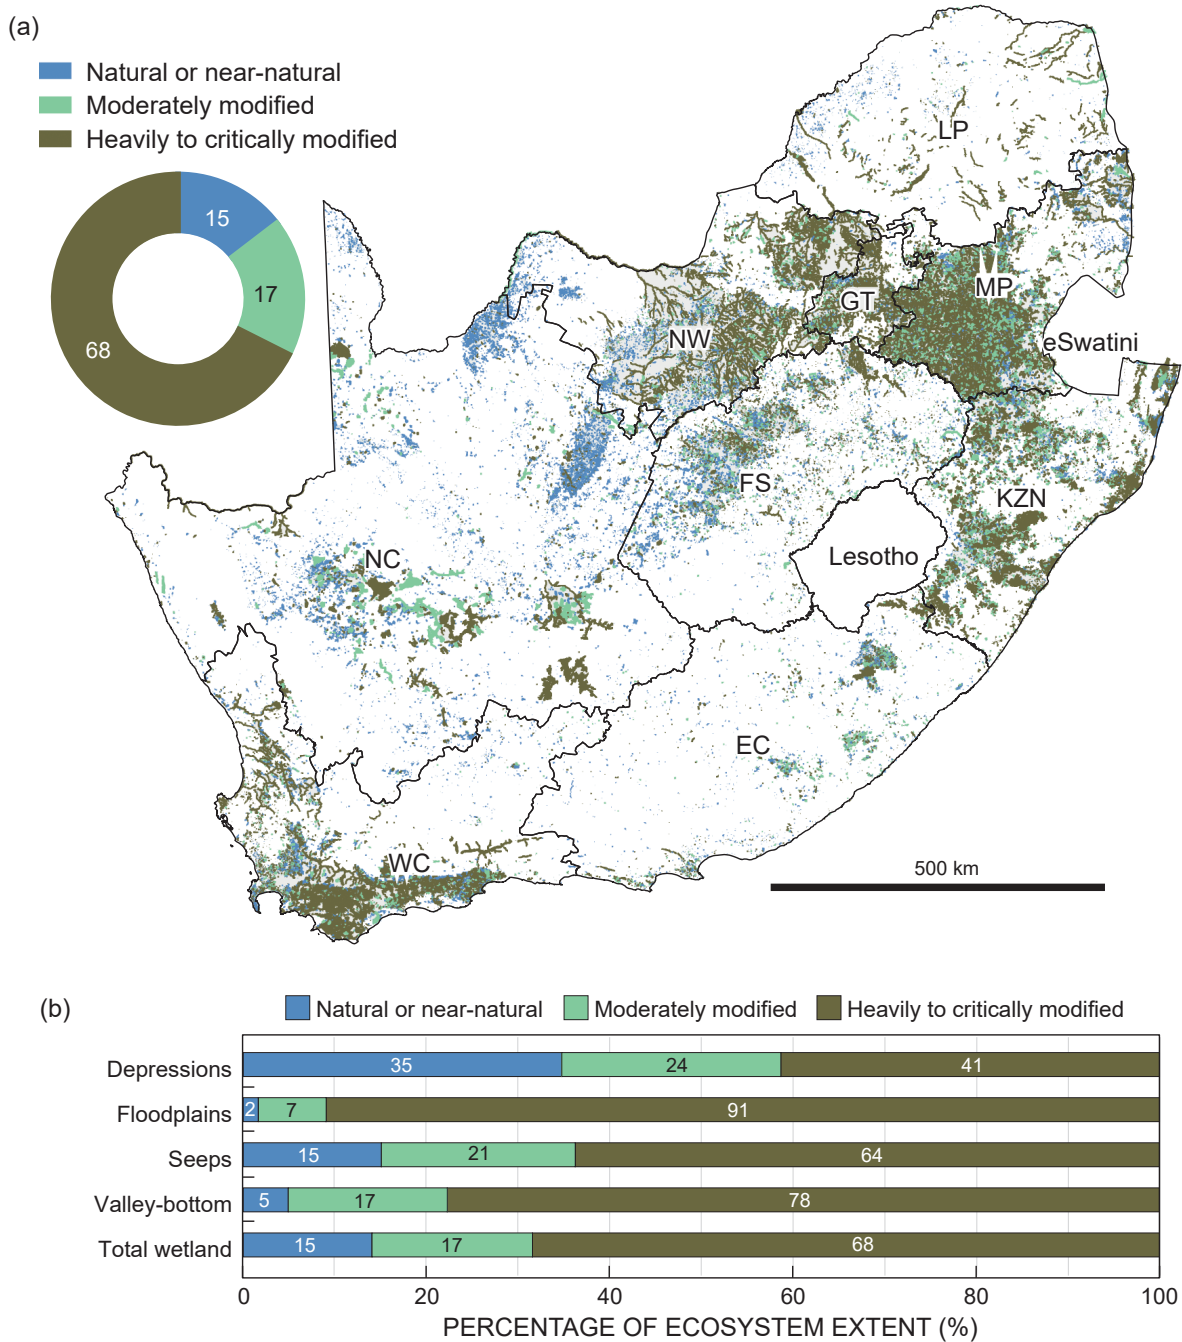 (a)
Natural or near-natural
Moderately modified
Heavily to critically modified
15
17
68
LP
MP
GT
NW
eSwatini
FS
KZN
Lesotho
NC
EC
WC
500 km
(b)
Natural or near-natural Moderately modified Heavily to critically modified
Depressions 35 24 41
Floodplains 2 7 91
Seeps 15 21 64
Valley-bottom 5 17 78
Total wetland 15 17 68
0 20 40 60 80 100
PERCENTAGE OF ECOSYSTEM EXTENT (%)